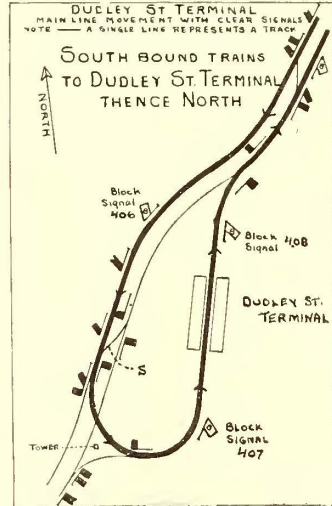 DUDLEY ST TERMINAL
MAIN LINE MOVEMENT WITH CLEAR SIGNALS
NOTE — A SINGLE LINE REPRESENTS A TRACK
SOUTH BOUND TRAINS
TO DUDLEY ST. TERMINAL
THENCE NORTH
NORTH
BLOCK
SIGNAL
406
BLOCK
SIGNAL 408
DUDLEY ST.
TERMINAL
S
TOWER
BLOCK
SIGNAL
407